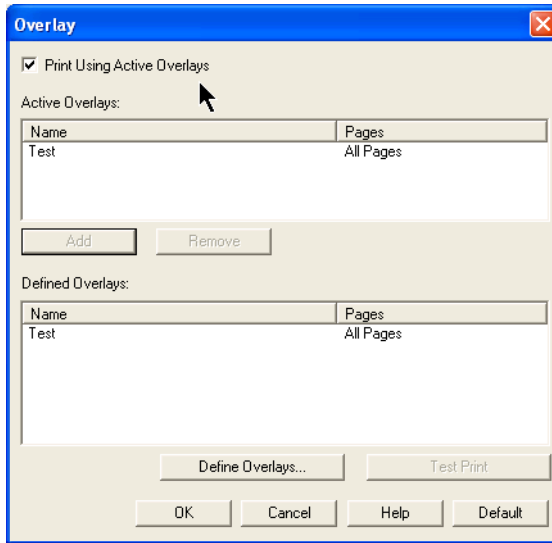 Overlay
Print Using Active Overlays
Active Overlays:
Name Pages
Test All Pages
Add Remove
Defined Overlays:
Name Pages
Test All Pages
Define Overlays... Test Print
OK Cancel Help Default